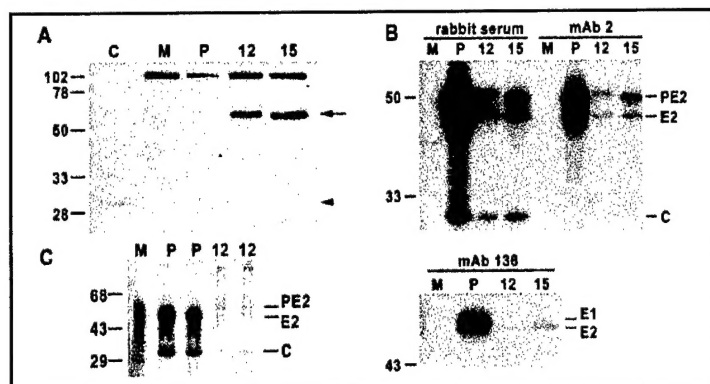 A
C M P 12 15
102
78
50
33
28
B
rabbit serum mAb 2
M P 12 15 M P 12 15
50
33
PE2
E2
C
C
M P P 12 12
68
43
29
PE2
E2
C
mAb 136
M P 12 15
43
E1
E2